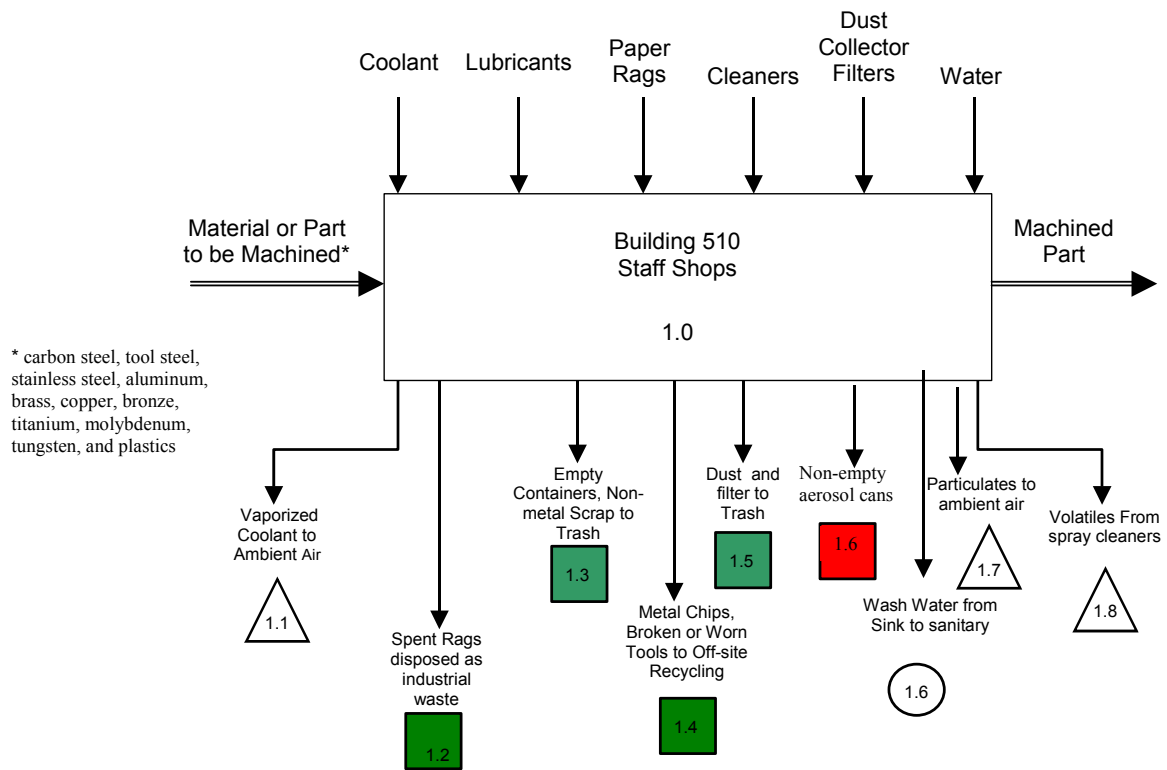 Coolant
Lubricants
Paper
Rags
Cleaners
Dust
Collector
Filters
Water
Material or Part
to be Machined*
Building 510
Staff Shops
1.0
Machined
Part
* carbon steel, tool steel,
stainless steel, aluminum,
brass, copper, bronze,
titanium, molybdenum,
tungsten, and plastics
Vaporized
Coolant to
Ambient Air
1.1
Spent Rags
disposed as
industrial
waste
1.2
Empty
Containers, Non-
metal Scrap to
Trash
1.3
Metal Chips,
Broken or Worn
Tools to Off-site
Recycling
1.4
Dust and
filter to
Trash
1.5
Non-empty
aerosol cans
1.6
Wash Water from
Sink to sanitary
1.6
Particulates to
ambient air
1.7
Volatiles From
spray cleaners
1.8